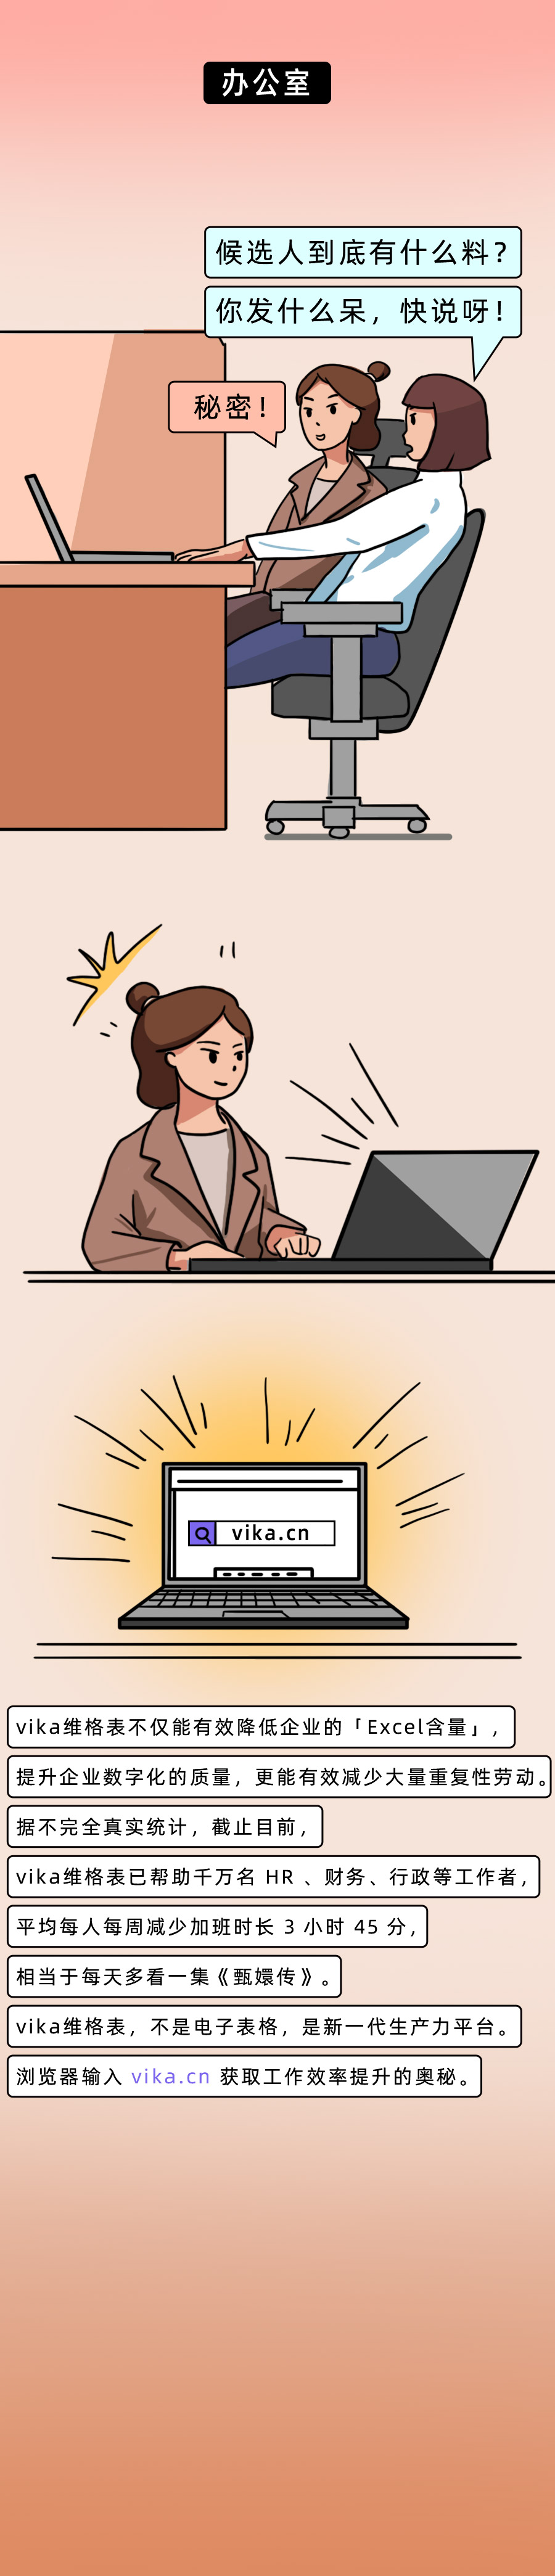 办公室
候选人到底有什么料？
你发什么呆，快说呀！
秘密！
vika.cn
vika维格表不仅能有效降低企业的「Excel含量」，
提升企业数字化的质量，更能有效减少大量重复性劳动。
据不完全真实统计，截止目前，
vika维格表已帮助千万名 HR 、财务、行政等工作者，
平均每人每周减少加班时长 3 小时 45 分，
相当于每天多看一集《甄嬛传》。
vika维格表，不是电子表格，是新一代生产力平台。
浏览器输入 vika.cn 获取工作效率提升的奥秘。